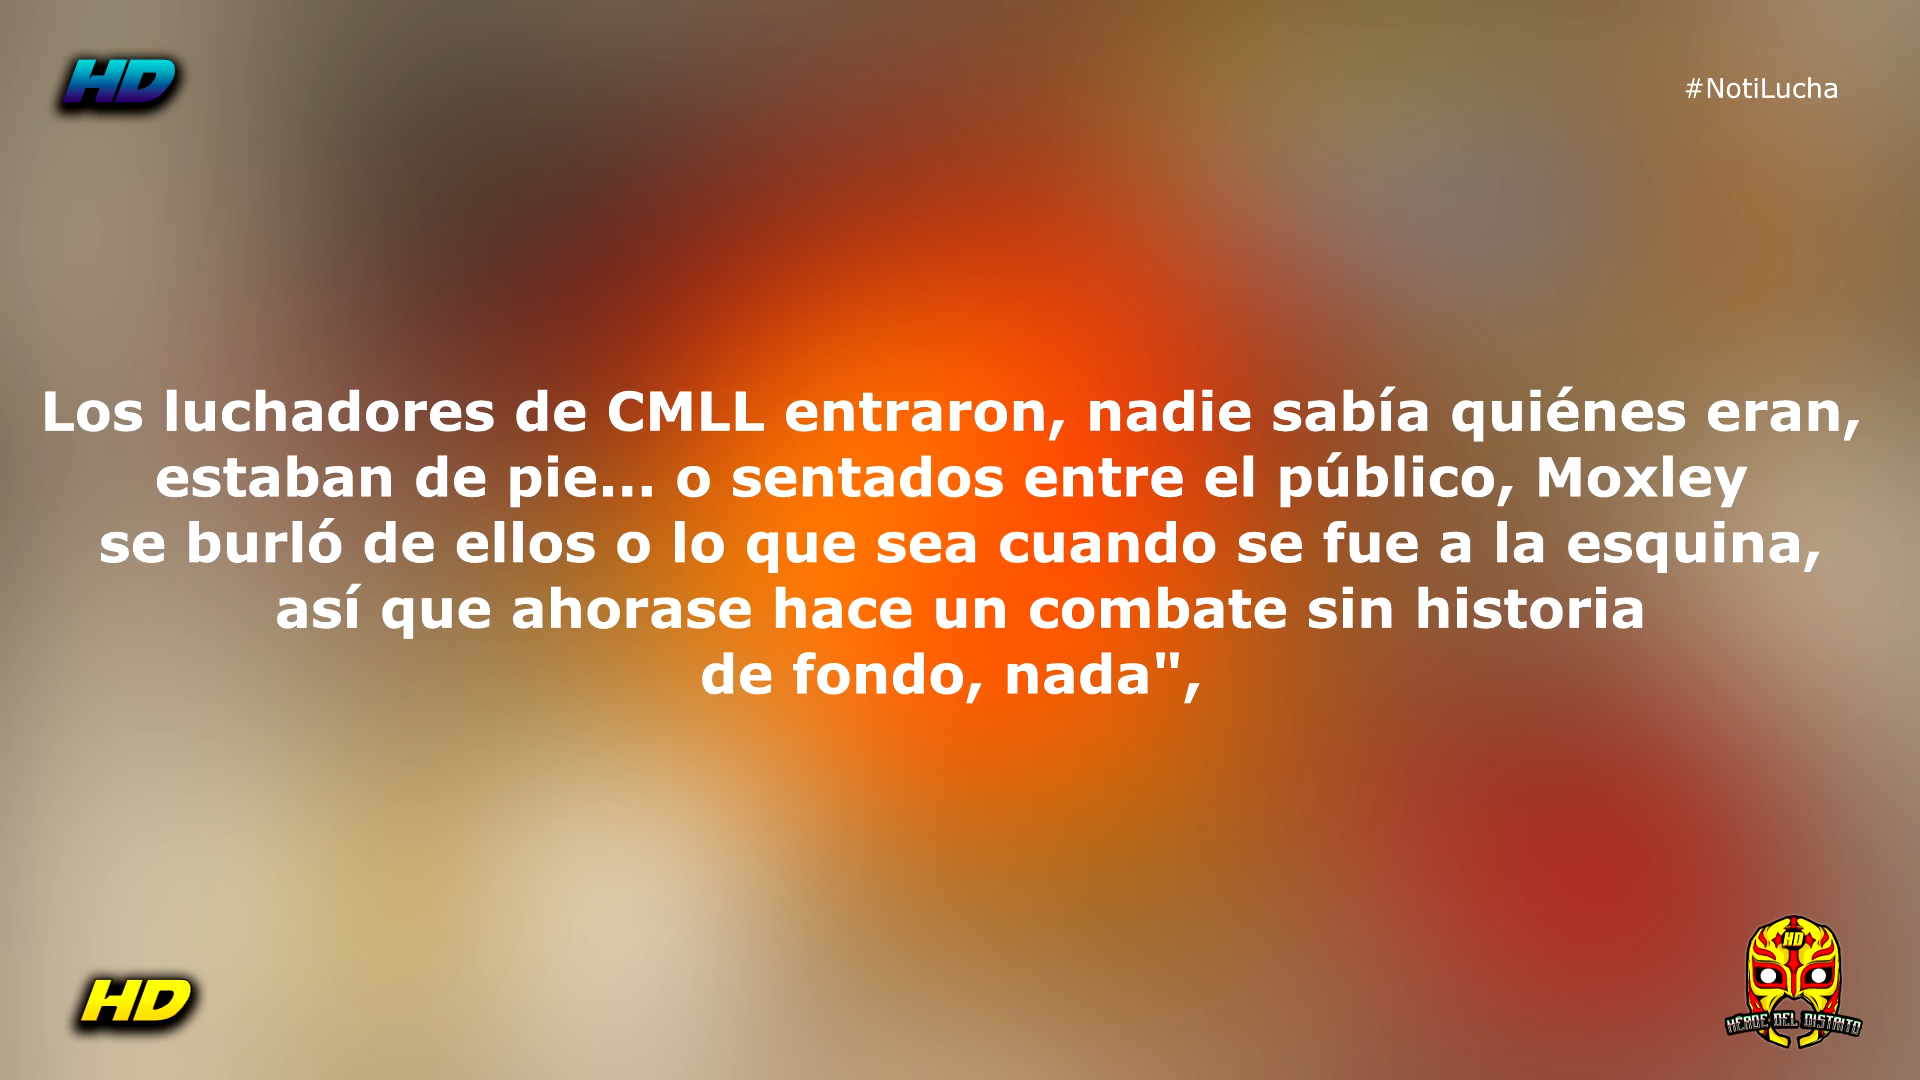 HD
#NotiLucha
Los luchadores de CMLL entraron, nadie sabía quiénes eran,
estaban de pie... o sentados entre el público, Moxley
se burló de ellos o lo que sea cuando se fue a la esquina,
así que ahorase hace un combate sin historia
de fondo, nada",
HD
HD
HEROE DEL DISTRITO